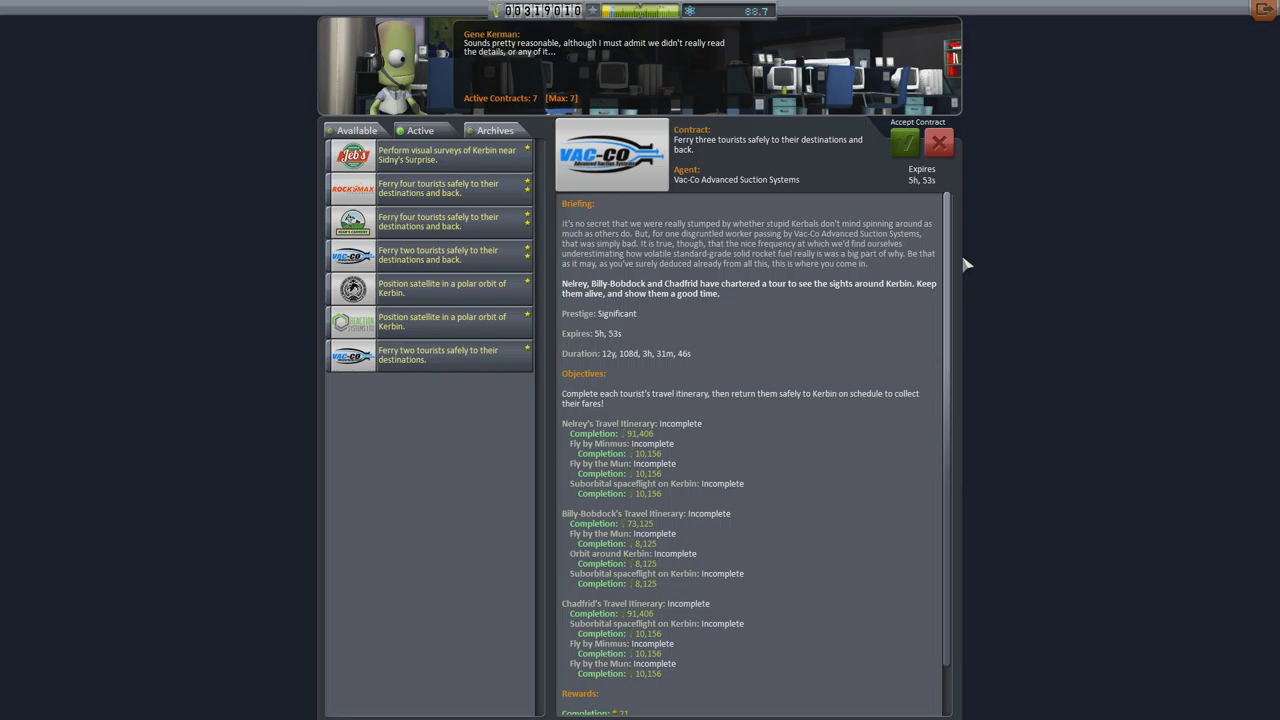 00319010
88.7
Gene Kerman:
Sounds pretty reasonable, although I must admit we didn't really read
the details, or any of it...
Active Contracts: 7 [Max: 7]
Available
Active
Archives
Perform visual surveys of Kerbin near
Sidny's Surprise.
ROCKOMAX
Ferry four tourists safely to their
destinations and back.
Ferry four tourists safely to their
destinations and back.
Ferry two tourists safely to their
destinations and back.
Position satellite in a polar orbit of
Kerbin.
Position satellite in a polar orbit of
Kerbin.
Ferry two tourists safely to their
destinations.
Jeb's
VAC-CO
Advanced Suction Systems
Contract:
Ferry three tourists safely to their destinations and
back.
Agent:
Vac-Co Advanced Suction Systems
Accept Contract
Expires
5h, 53s
Briefing:
It's no secret that we were really stumped by whether stupid Kerbals don't mind spinning around as
much as others do. But, for one disgruntled worker passing by Vac-Co Advanced Suction Systems,
that was simply bad. It is true, though, that the nice frequency at which we'd find ourselves
underestimating how volatile standard-grade solid rocket fuel really is was a big part of why. Be that
as it may, as you've surely deduced already from all this, this is where you come in.
Nelrey, Billy-Bobdock and Chadfrid have chartered a tour to see the sights around Kerbin. Keep
them alive, and show them a good time.
Prestige: Significant
Expires: 5h, 53s
Duration: 12y, 108d, 3h, 31m, 46s
Objectives:
Complete each tourist's travel itinerary, then return them safely to Kerbin on schedule to collect
their fares!
Nelrey's Travel Itinerary: Incomplete
Completion: 91,406
Fly by Minmus: Incomplete
Completion: 10,156
Fly by the Mun: Incomplete
Completion: 10,156
Suborbital spaceflight on Kerbin: Incomplete
Completion: 10,156
Billy-Bobdock's Travel Itinerary: Incomplete
Completion: 73,125
Fly by the Mun: Incomplete
Completion: 8,125
Orbit around Kerbin: Incomplete
Completion: 8,125
Suborbital spaceflight on Kerbin: Incomplete
Completion: 8,125
Chadfrid's Travel Itinerary: Incomplete
Completion: 91,406
Suborbital spaceflight on Kerbin: Incomplete
Completion: 10,156
Fly by Minmus: Incomplete
Completion: 10,156
Fly by the Mun: Incomplete
Completion: 10,156
Rewards:
Completion: 21